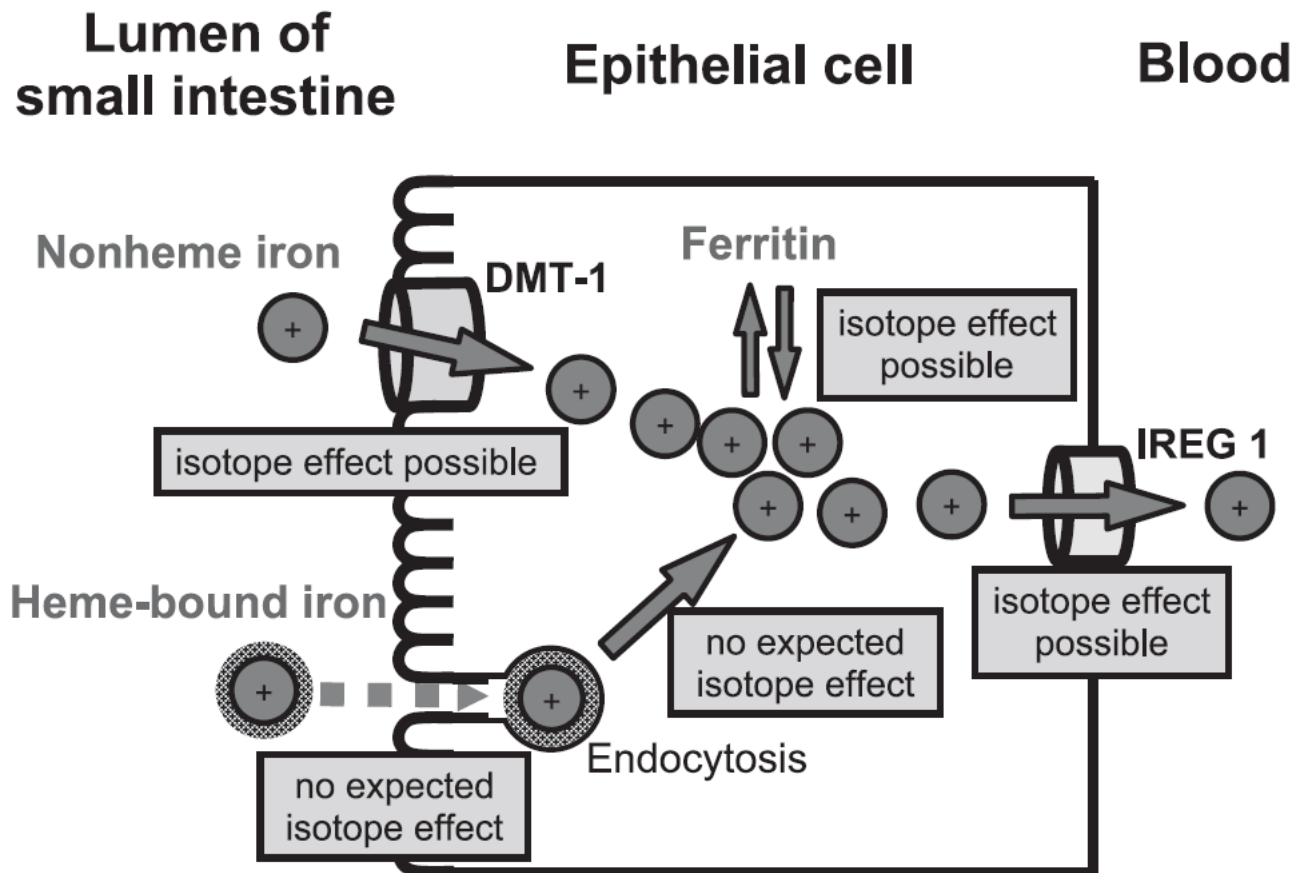 Lumen of
small intestine
Epithelial cell
Blood
Nonheme iron
+
DMT-1
Ferritin
isotope effect
possible
+
+
+
+
isotope effect possible
IREG 1
+
+
+
+
Heme-bound iron
isotope effect
possible
no expected
isotope effect
+
+
Endocytosis
no expected
isotope effect